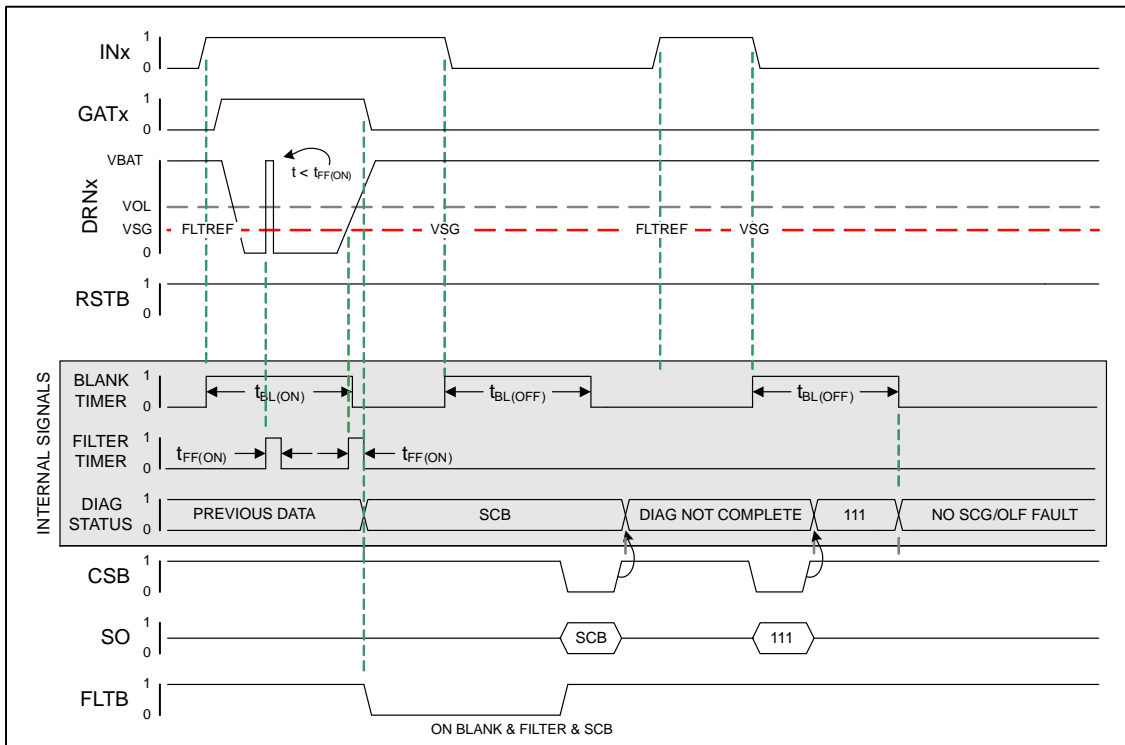 INx 1
0
GATx 1
0
VBAT
t < tFF(ON)
DRNx
VOL
VSG FLTREF VSG FLTREF VSG
0
RSTB 1
0
INTERNAL SIGNALS
BLANK TIMER 1
0
tBL(ON) tBL(OFF) tBL(OFF)
FILTER TIMER 1
0
tFF(ON) tFF(ON)
DIAG STATUS 1
0
PREVIOUS DATA SCB DIAG NOT COMPLETE 111 NO SCG/OLF FAULT
CSB 1
0
SO 1
0
SCB 111
FLTB 1
0
ON BLANK & FILTER & SCB